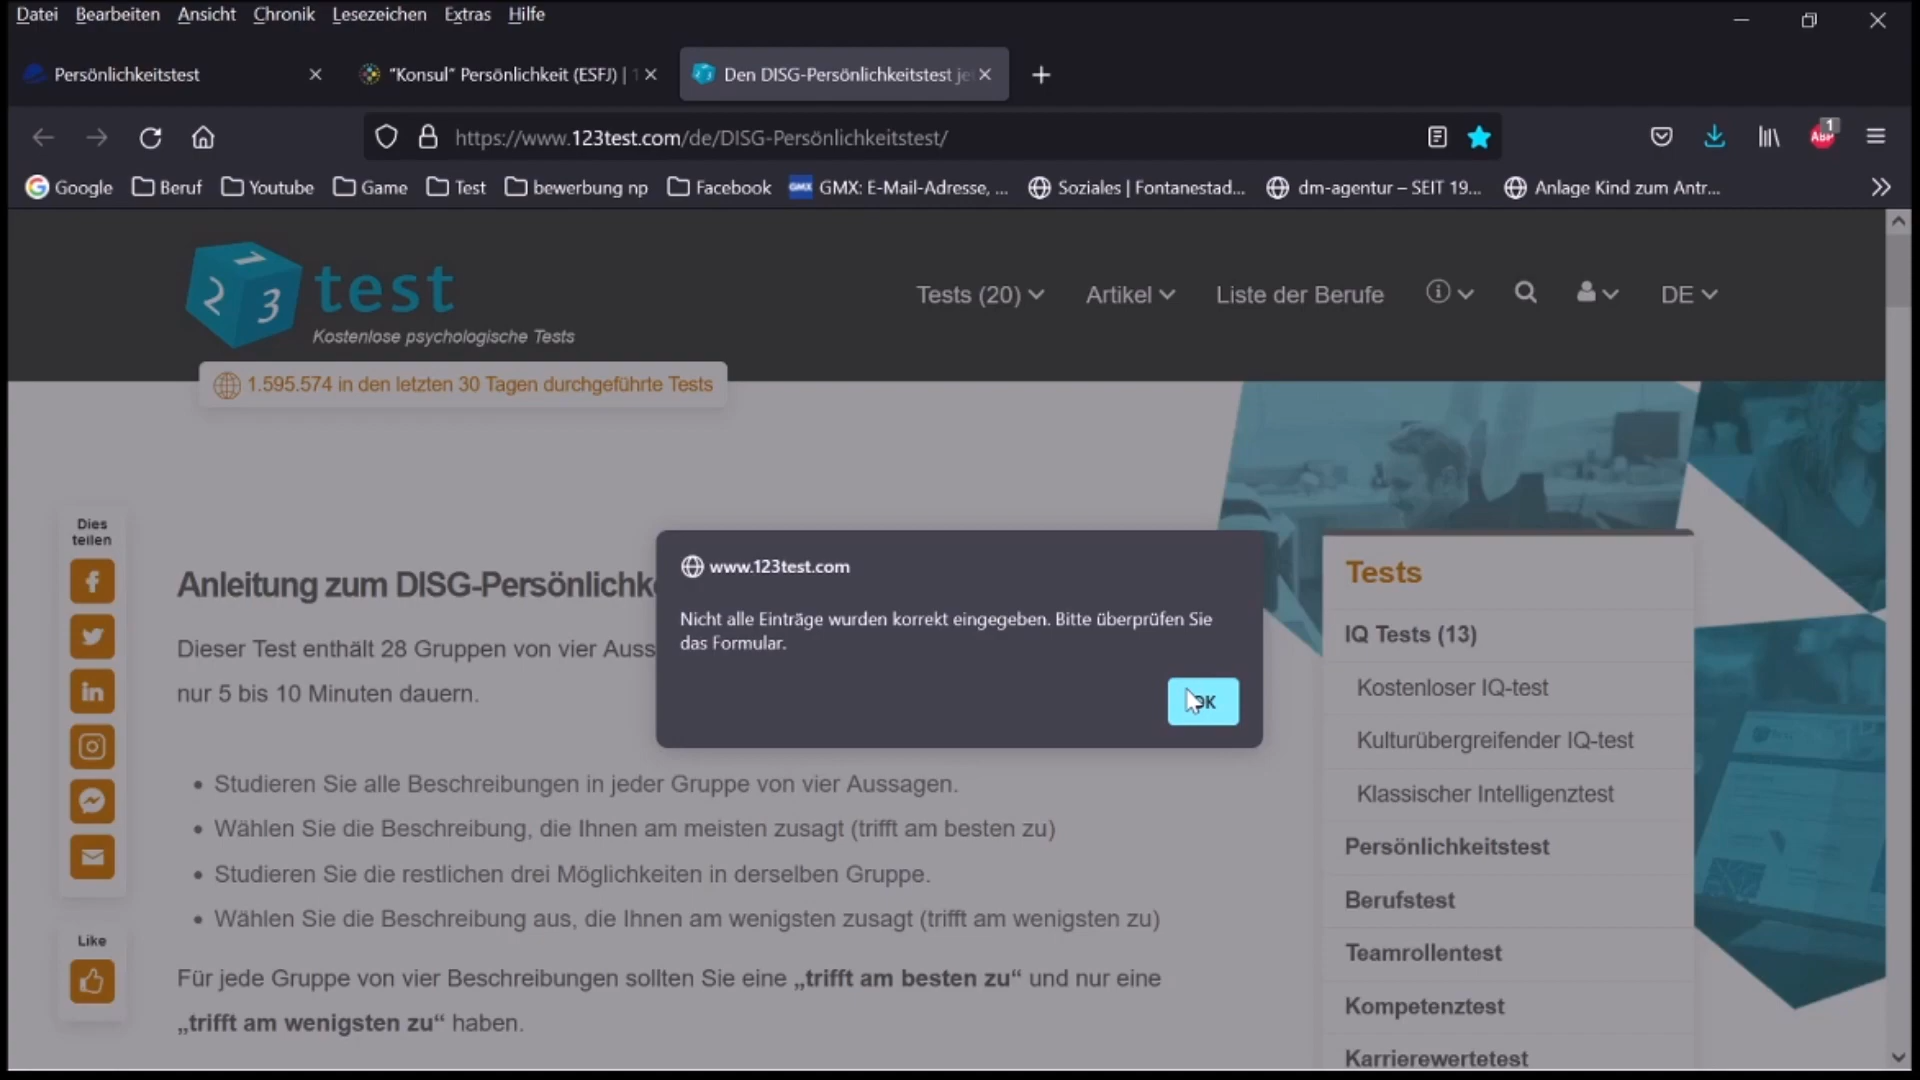 Datei Bearbeiten Ansicht Chronik Lesezeichen Extras Hilfe
Persönlichkeitstest
"Konsul" Persönlichkeit (ESFJ) | 1
Den DISG-Persönlichkeitstest je
https://www.123test.com/de/DISG-Persönlichkeitstest/
ABP 1
Google Beruf Youtube Game Test bewerbung np Facebook GMX GMX: E-Mail-Adresse, ... Soziales | Fontanestad... dm-agentur – SEIT 19... Anlage Kind zum Antr...
123 test
Kostenlose psychologische Tests
Tests (20) Artikel Liste der Berufe DE
1.595.574 in den letzten 30 Tagen durchgeführte Tests
Dies
teilen
Like
Anleitung zum DISG-Persönlichke
Dieser Test enthält 28 Gruppen von vier Auss
nur 5 bis 10 Minuten dauern.
www.123test.com
Nicht alle Einträge wurden korrekt eingegeben. Bitte überprüfen Sie
das Formular.
OK
• Studieren Sie alle Beschreibungen in jeder Gruppe von vier Aussagen.
• Wählen Sie die Beschreibung, die Ihnen am meisten zusagt (trifft am besten zu)
• Studieren Sie die restlichen drei Möglichkeiten in derselben Gruppe.
• Wählen Sie die Beschreibung aus, die Ihnen am wenigsten zusagt (trifft am wenigsten zu)
Für jede Gruppe von vier Beschreibungen sollten Sie eine „trifft am besten zu“ und nur eine
„trifft am wenigsten zu“ haben.
Tests
IQ Tests (13)
Kostenloser IQ-test
Kulturübergreifender IQ-test
Klassischer Intelligenztest
Persönlichkeitstest
Berufstest
Teamrollentest
Kompetenztest
Karrierewertetest